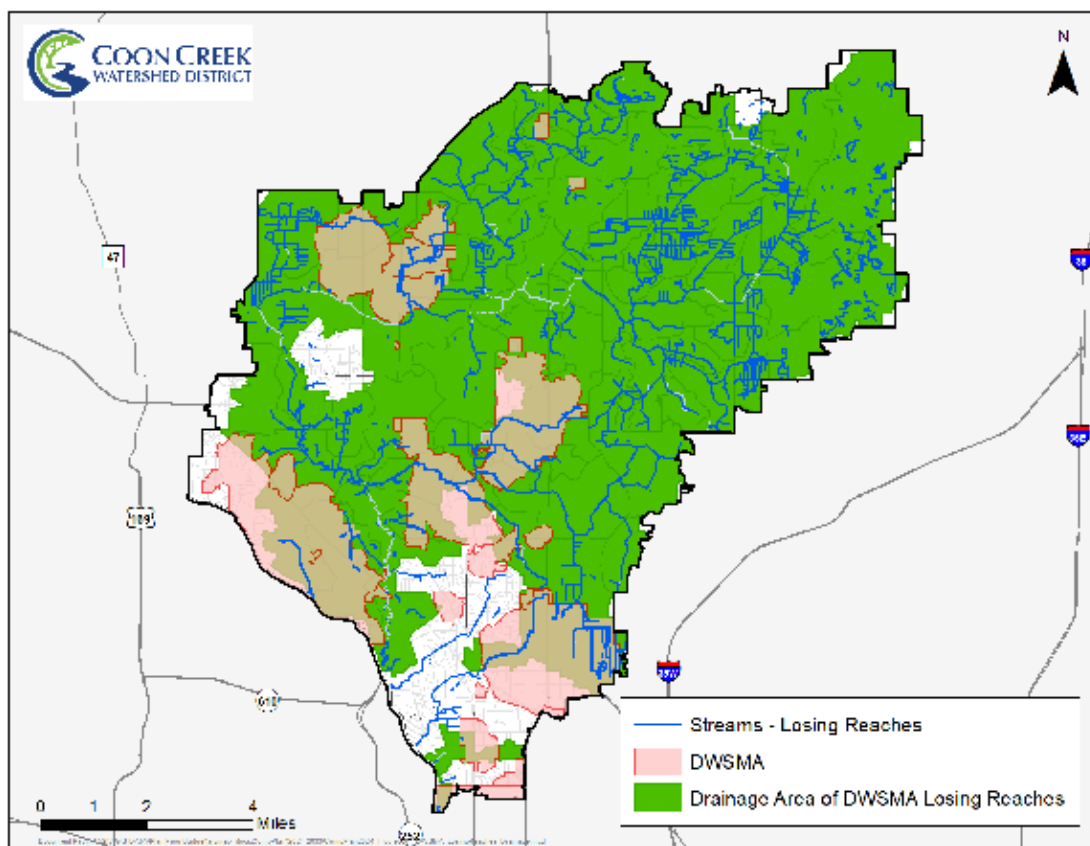 COON CREEK
WATERSHED DISTRICT
N
47
610
Streams - Losing Reaches
DWSMA
Drainage Area of DWSMA Losing Reaches
0 1 2 4
Miles